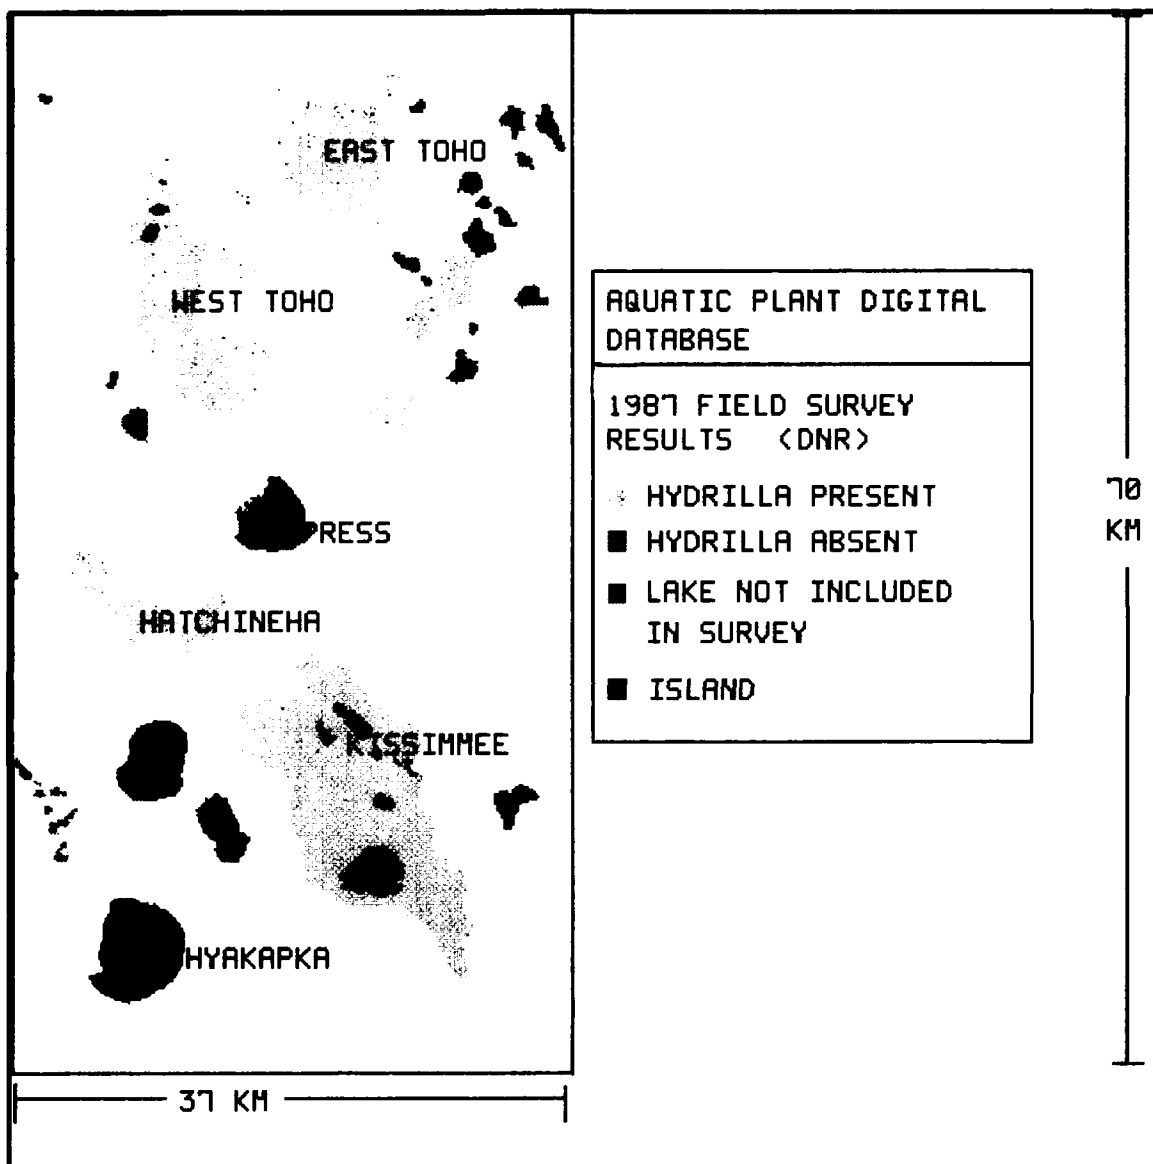 EAST TOHO
WEST TOHO
PRESS
HATCHINEHA
KISSIMMEE
HYAKAPKA
37 KM
AQUATIC PLANT DIGITAL
DATABASE
1987 FIELD SURVEY
RESULTS (DNR)
HYDRILLA PRESENT
HYDRILLA ABSENT
LAKE NOT INCLUDED
IN SURVEY
ISLAND
70
KM